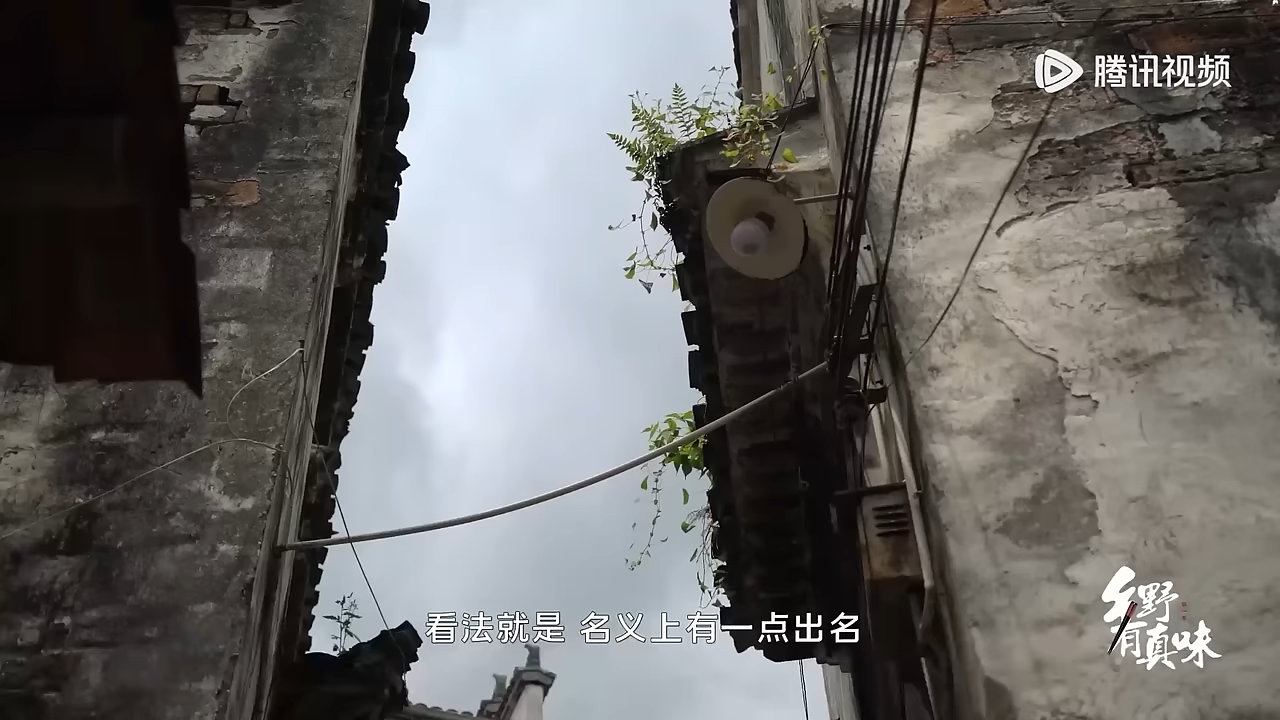 腾讯视频
看法就是 名义上有一点出名
乡野
有真味